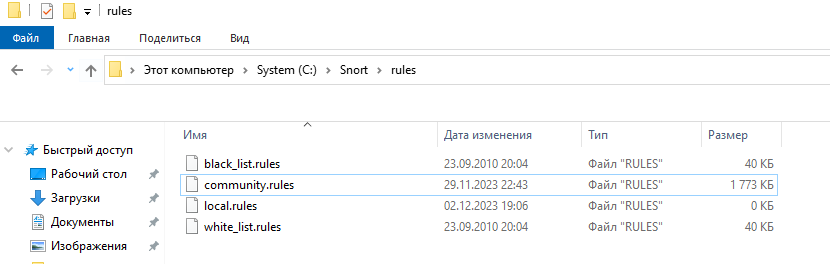 rules
Файл Главная Поделиться Вид
Этот компьютер System (C:) Snort rules
Имя Дата изменения Тип Размер
Быстрый доступ
black_list.rules 23.09.2010 20:04 Файл "RULES" 40 КБ
Рабочий стол
community.rules 29.11.2023 22:43 Файл "RULES" 1 773 КБ
Загрузки
local.rules 02.12.2023 19:06 Файл "RULES" 0 КБ
Документы
white_list.rules 23.09.2010 20:04 Файл "RULES" 40 КБ
Изображения